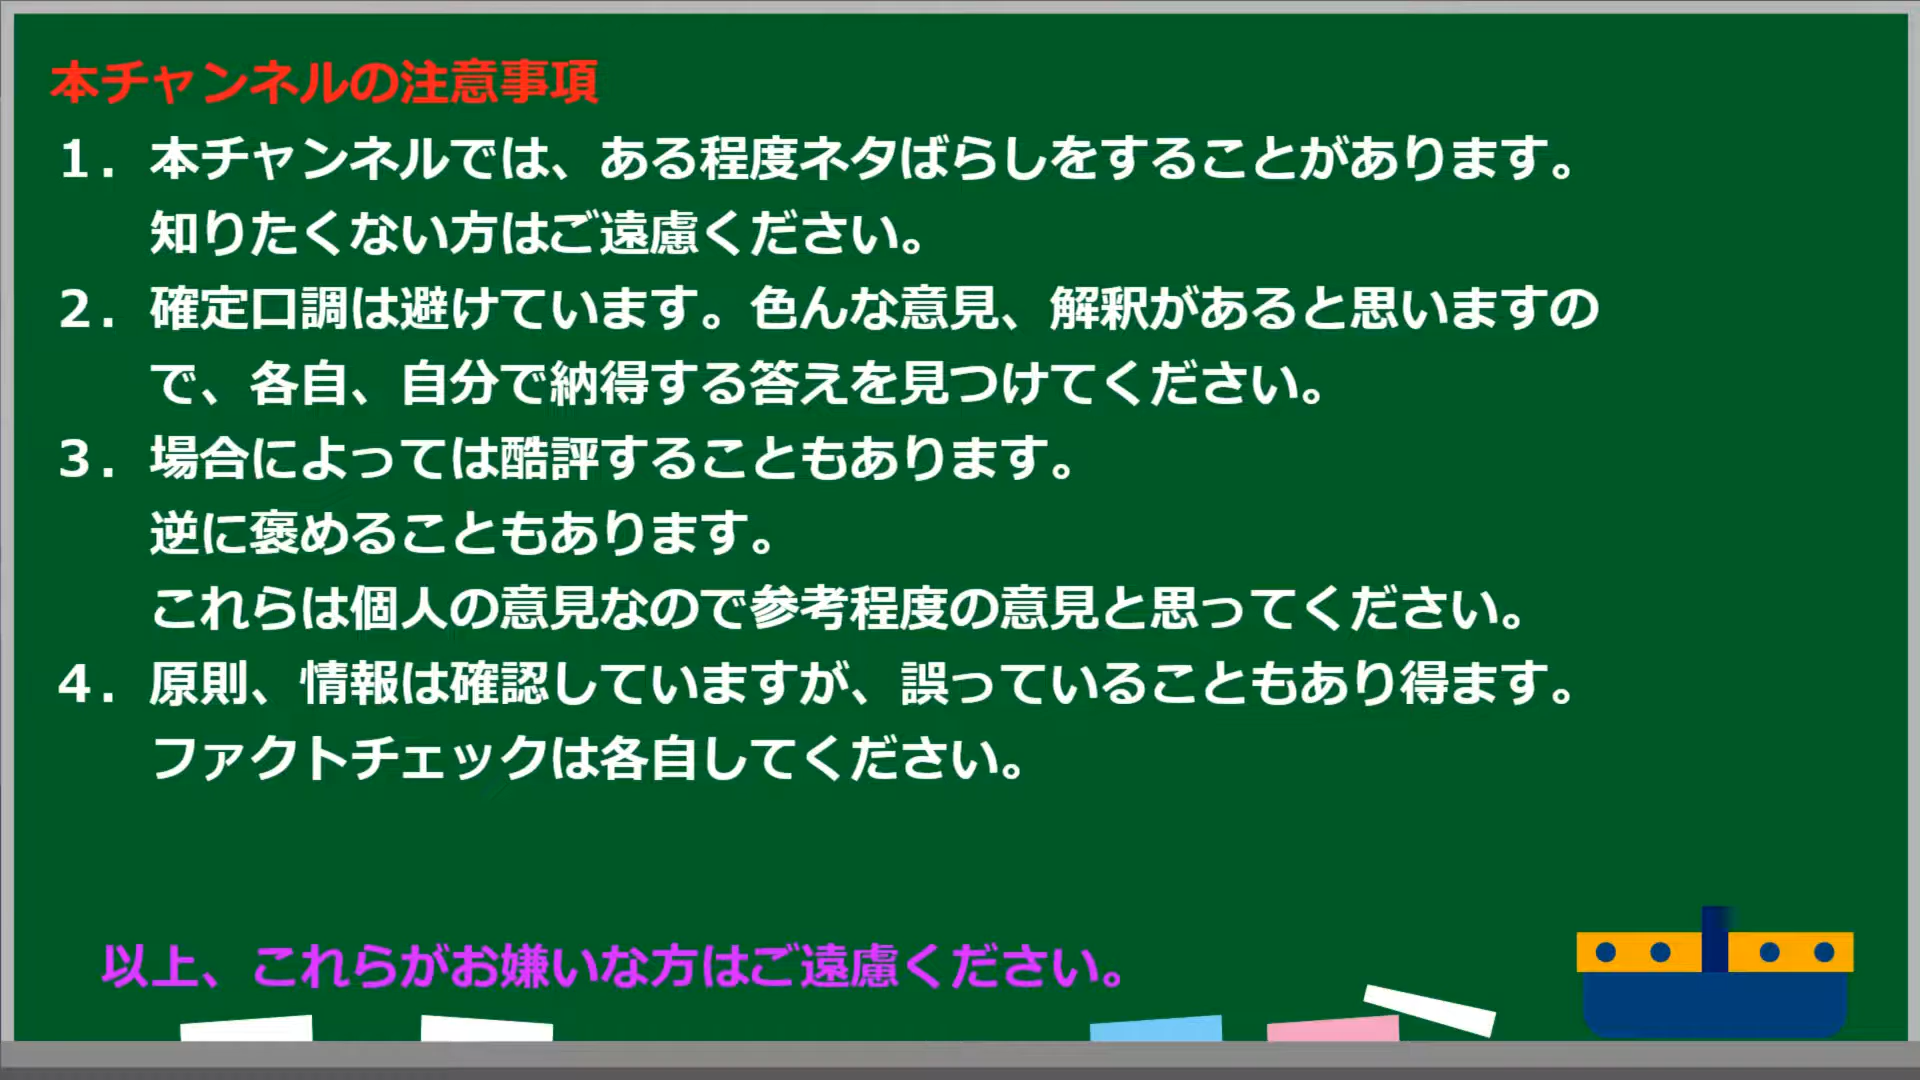 本チャンネルの注意事項
１．本チャンネルでは、ある程度ネタばらしをすることがあります。
知りたくない方はご遠慮ください。
２．確定口調は避けています。色んな意見、解釈があると思いますの
で、各自、自分で納得する答えを見つけてください。
３．場合によっては酷評することもあります。
逆に褒めることもあります。
これらは個人の意見なので参考程度の意見と思ってください。
４．原則、情報は確認していますが、誤っていることもあり得ます。
ファクトチェックは各自してください。
以上、これらがお嫌いな方はご遠慮ください。